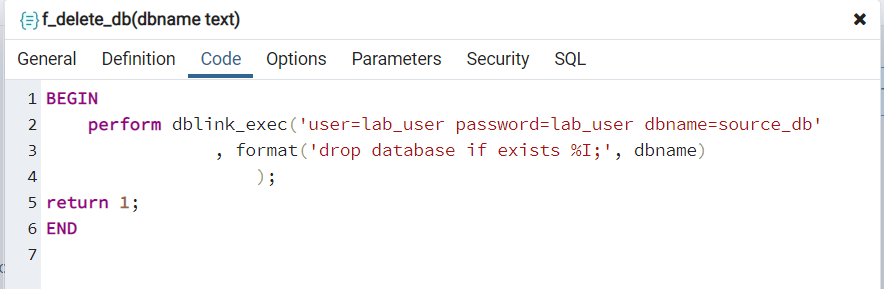 f_delete_db(dbname text)
General Definition Code Options Parameters Security SQL
1 BEGIN
2     perform dblink_exec('user=lab_user password=lab_user dbname=source_db'
3                 , format('drop database if exists %I;', dbname)
4                     );
5 return 1;
6 END
7